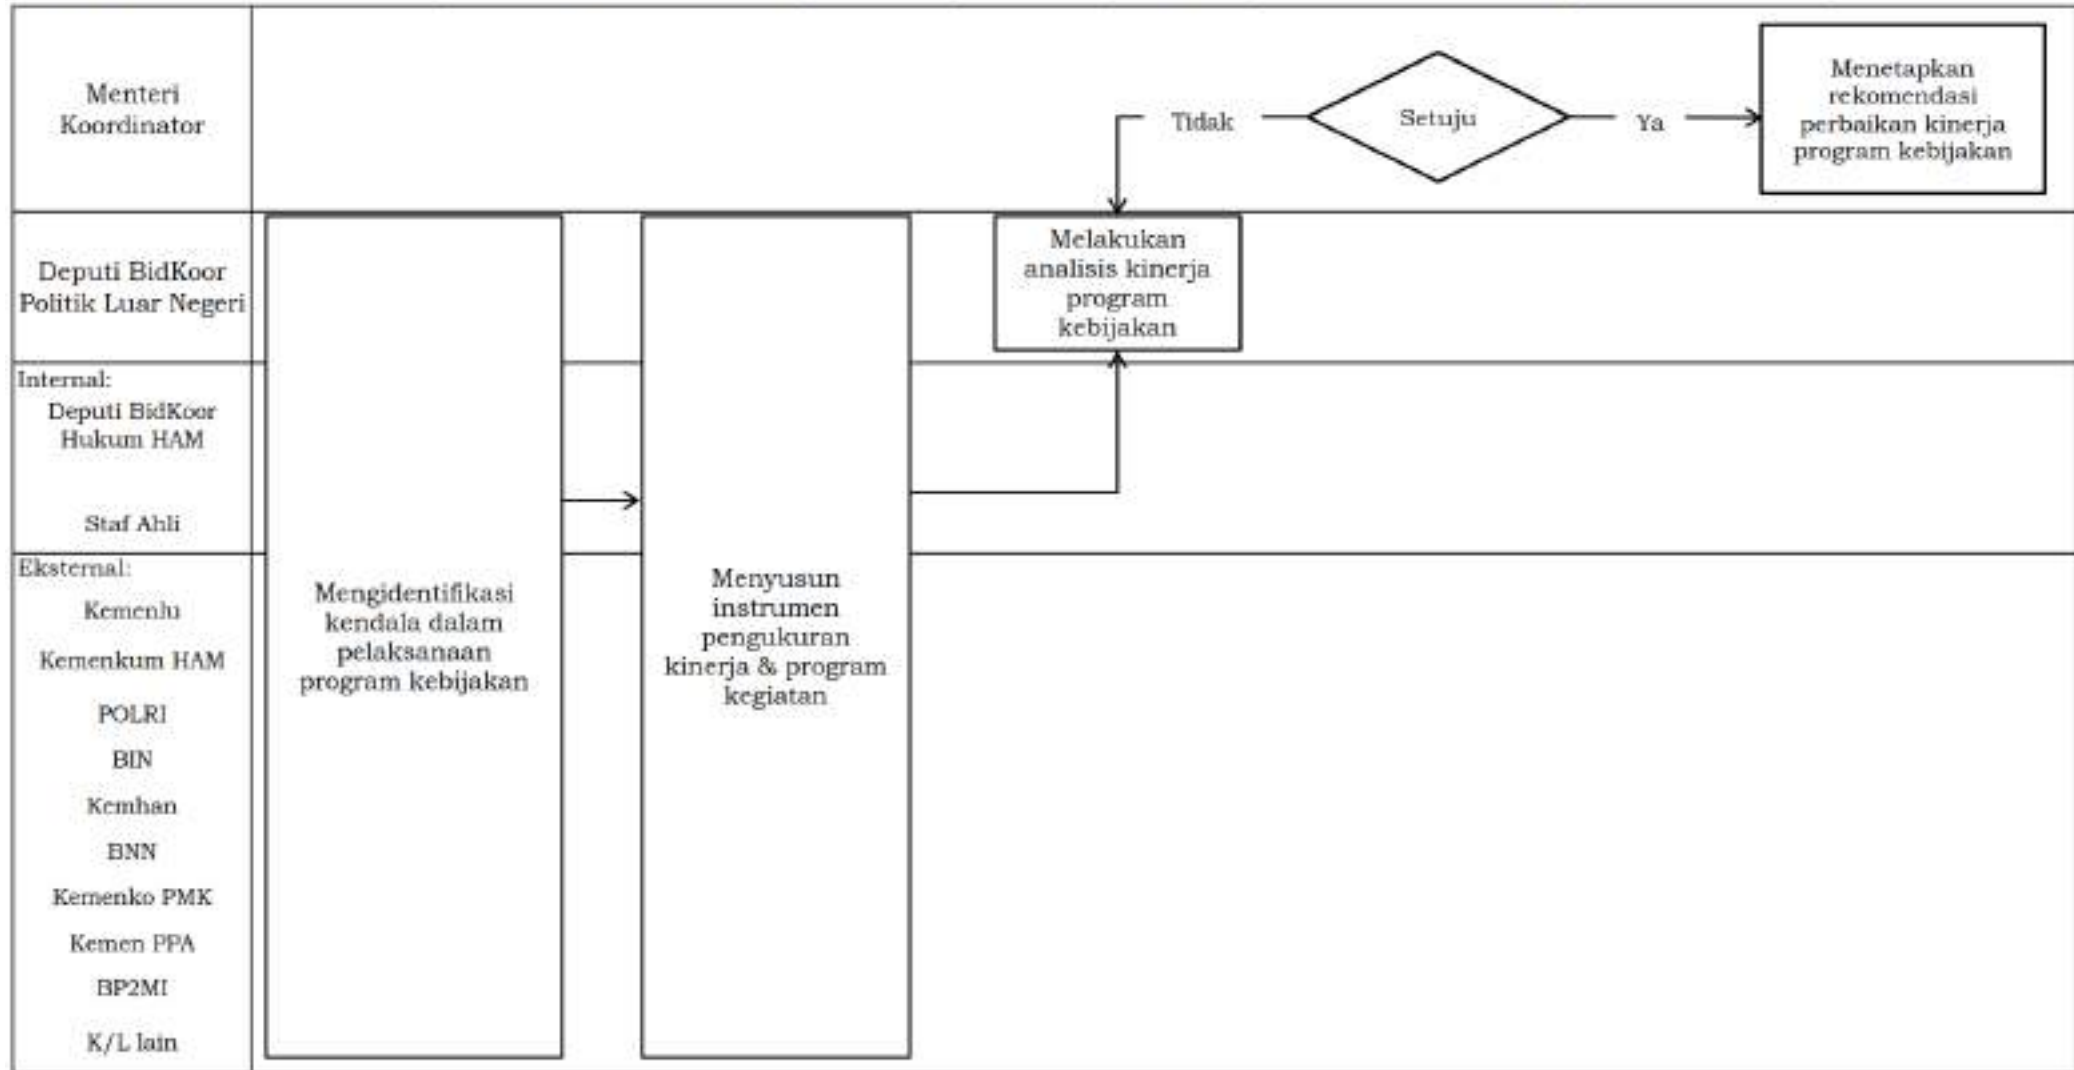 Menteri
Koordinator
Tidak
Setuju
Ya
Menetapkan
rekomendasi
perbaikan kinerja
program kebijakan
Deputi BidKoor
Politik Luar Negeri
Melakukan
analisis kinerja
program
kebijakan
Internal:
Deputi BidKoor
Hukum HAM
Staf Ahli
Eksternal:
Kemenlu
Kemenkum HAM
POLRI
BIN
Kemhan
BNN
Kemenko PMK
Kemen PPA
BP2MI
K/L lain
Mengidentifikasi
kendala dalam
pelaksanaan
program kebijakan
Menyusun
instrumen
pengukuran
kinerja & program
kegiatan